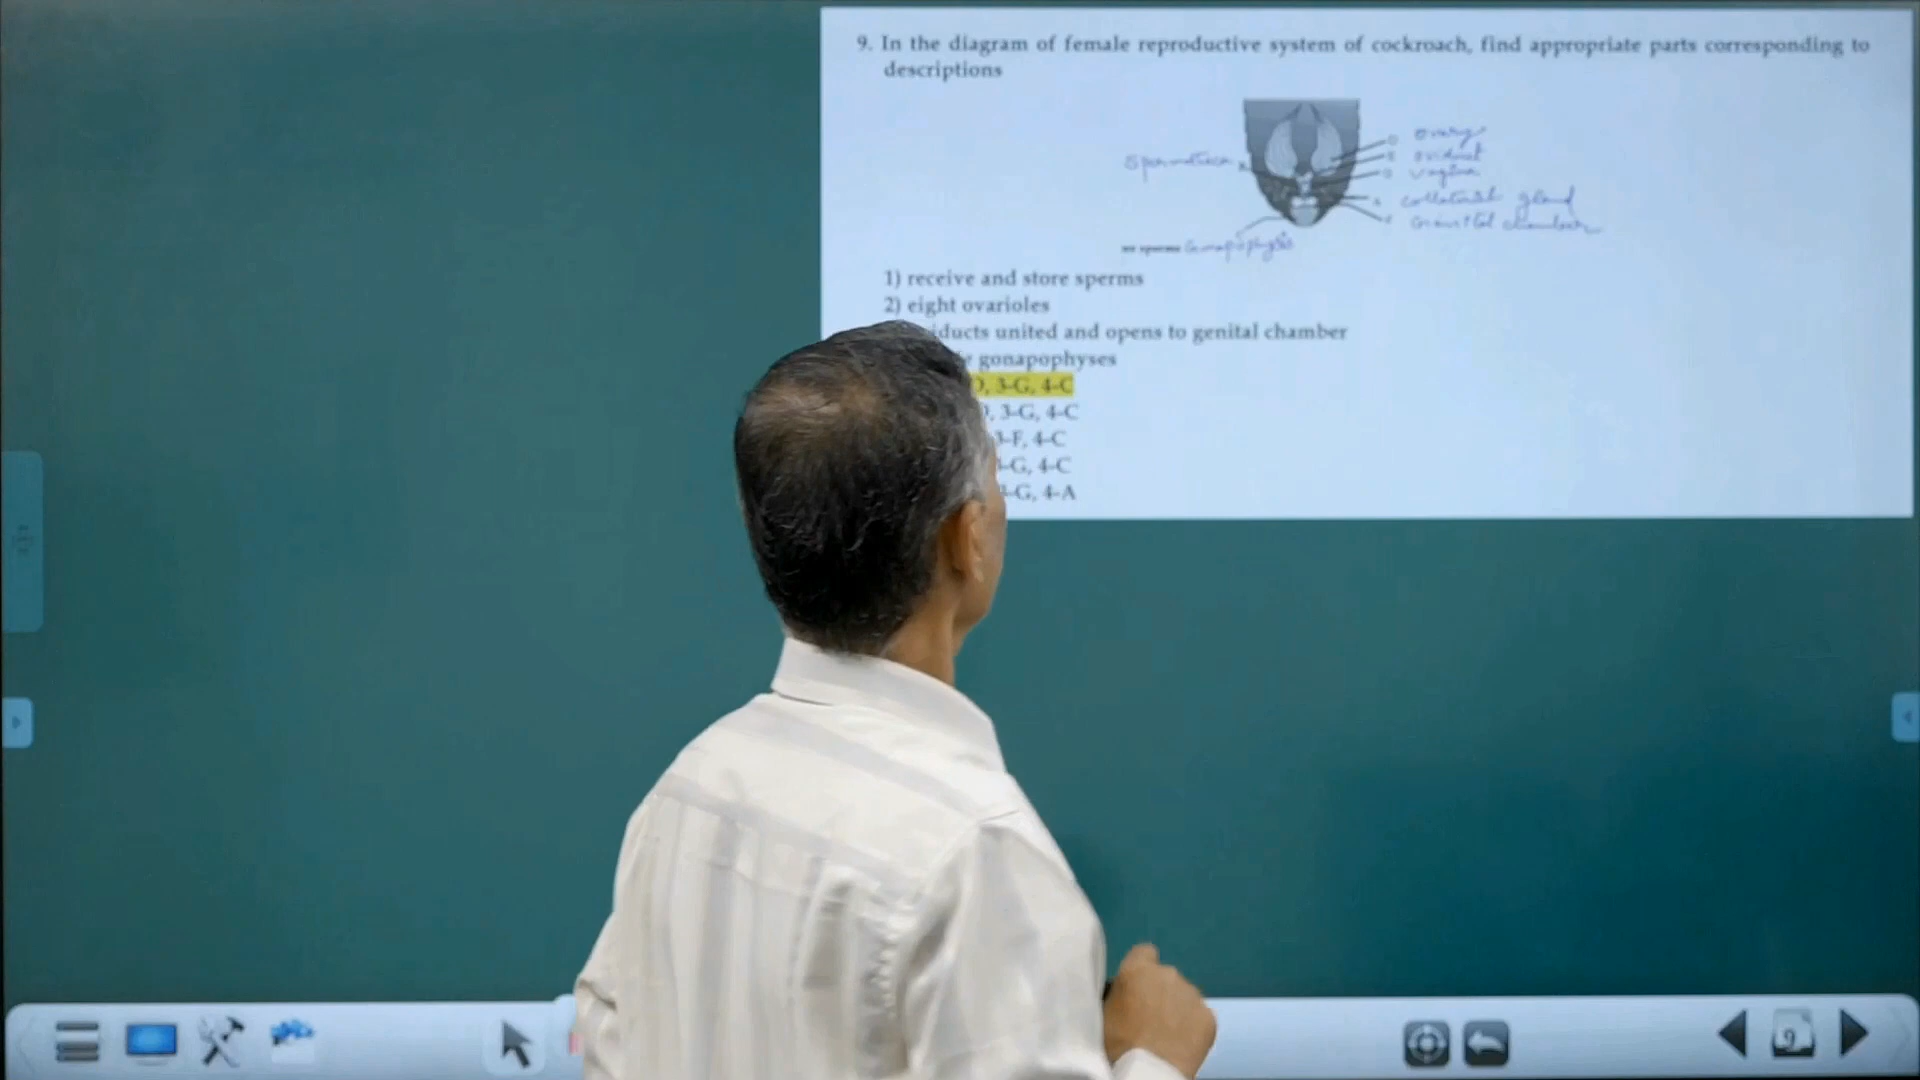 9. In the diagram of female reproductive system of cockroach, find appropriate parts corresponding to
descriptions
ovary
oviduct
vagina
collaterial gland
Genital chamber
Gonapophysis
1) receive and store sperms
2) eight ovarioles
united and opens to genital chamber
gonapophyses
3-G, 4-C
3-G, 4-C
3-F, 4-C
4-C
4-A
9